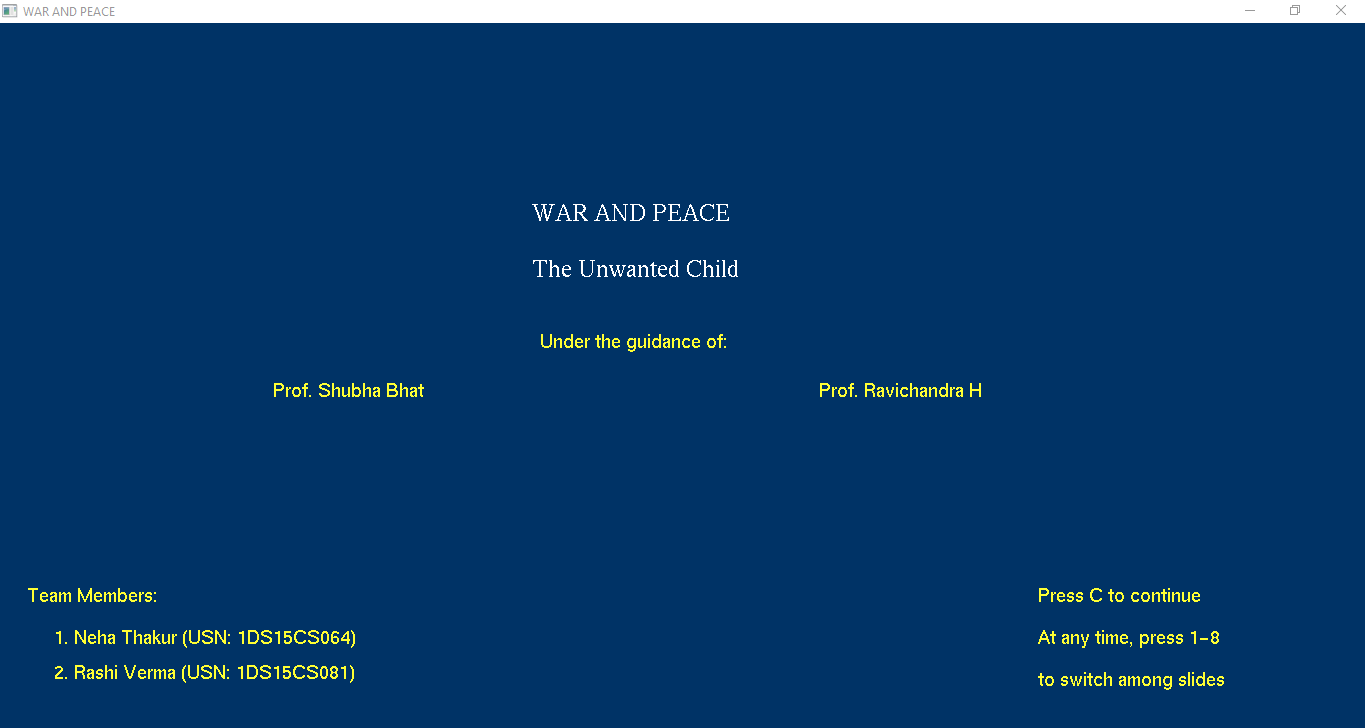 WAR AND PEACE
WAR AND PEACE
The Unwanted Child
Under the guidance of:
Prof. Shubha Bhat
Prof. Ravichandra H
Team Members:
1. Neha Thakur (USN: 1DS15CS064)
2. Rashi Verma (USN: 1DS15CS081)
Press C to continue
At any time, press 1-8
to switch among slides